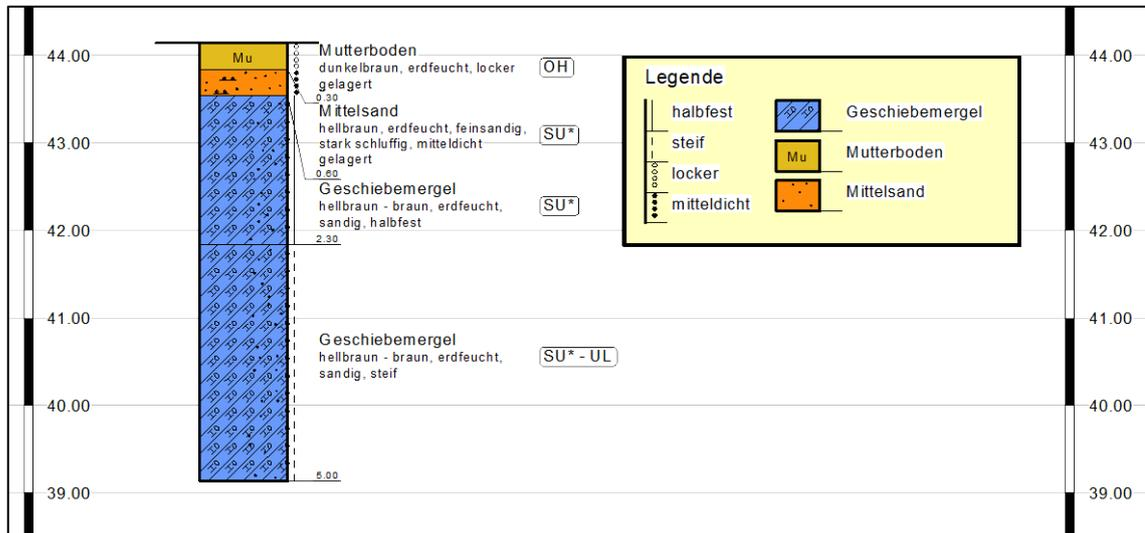 44.00
43.00
42.00
41.00
40.00
39.00
Mu
Mutterboden
dunkelbraun, erdfeucht, locker
gelagert
OH
0.30
Mittelsand
hellbraun, erdfeucht, feinsandig,
stark schluffig, mitteldicht
gelagert
SU*
0.60
Geschiebemergel
hellbraun - braun, erdfeucht,
sandig, halbfest
SU*
2.30
Geschiebemergel
hellbraun - braun, erdfeucht,
sandig, steif
SU* - UL
5.00
Legende
halbfest
steif
locker
mitteldicht
Geschiebemergel
Mu
Mutterboden
Mittelsand
44.00
43.00
42.00
41.00
40.00
39.00